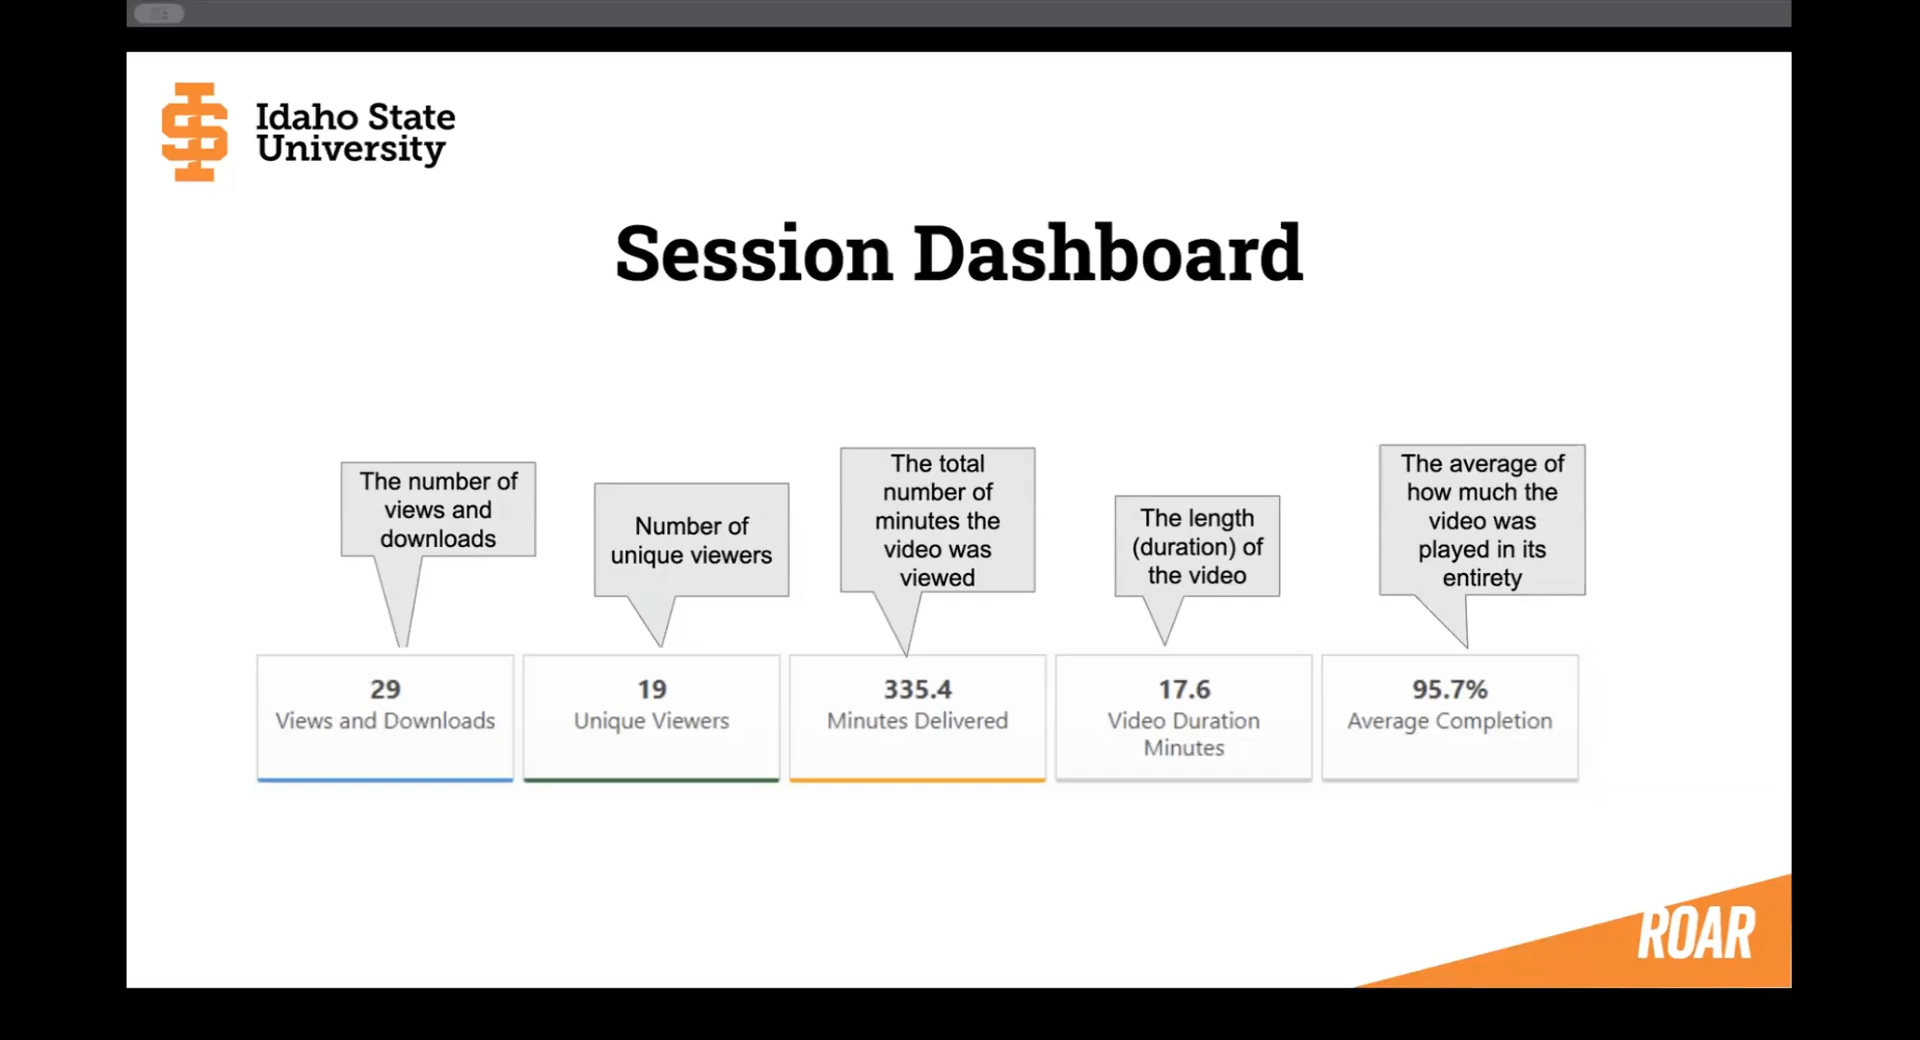 Idaho State
University
Session Dashboard
The number of
views and
downloads
Number of
unique viewers
The total
number of
minutes the
video was
viewed
The length
(duration) of
the video
The average of
how much the
video was
played in its
entirety
29
Views and Downloads
19
Unique Viewers
335.4
Minutes Delivered
17.6
Video Duration
Minutes
95.7%
Average Completion
ROAR